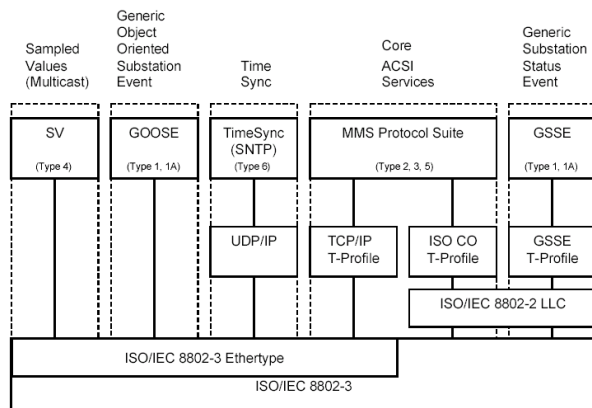 Sampled
Values
(Multicast)
Generic
Object
Oriented
Substation
Event
Time
Sync
Core
ACSI
Services
Generic
Substation
Status
Event
SV
(Type 4)
GOOSE
(Type 1, 1A)
TimeSync
(SNTP)
(Type 6)
MMS Protocol Suite
(Type 2, 3, 5)
GSSE
(Type 1, 1A)
UDP/IP
TCP/IP
T-Profile
ISO CO
T-Profile
GSSE
T-Profile
ISO/IEC 8802-2 LLC
ISO/IEC 8802-3 Ethertype
ISO/IEC 8802-3